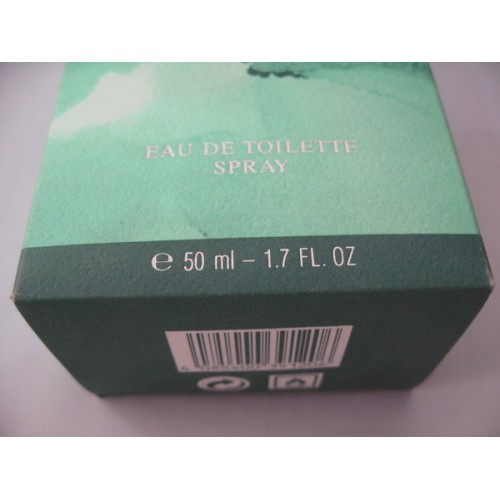 EAU DE TOILETTE
SPRAY
℮ 50 ml – 1.7 FL. OZ